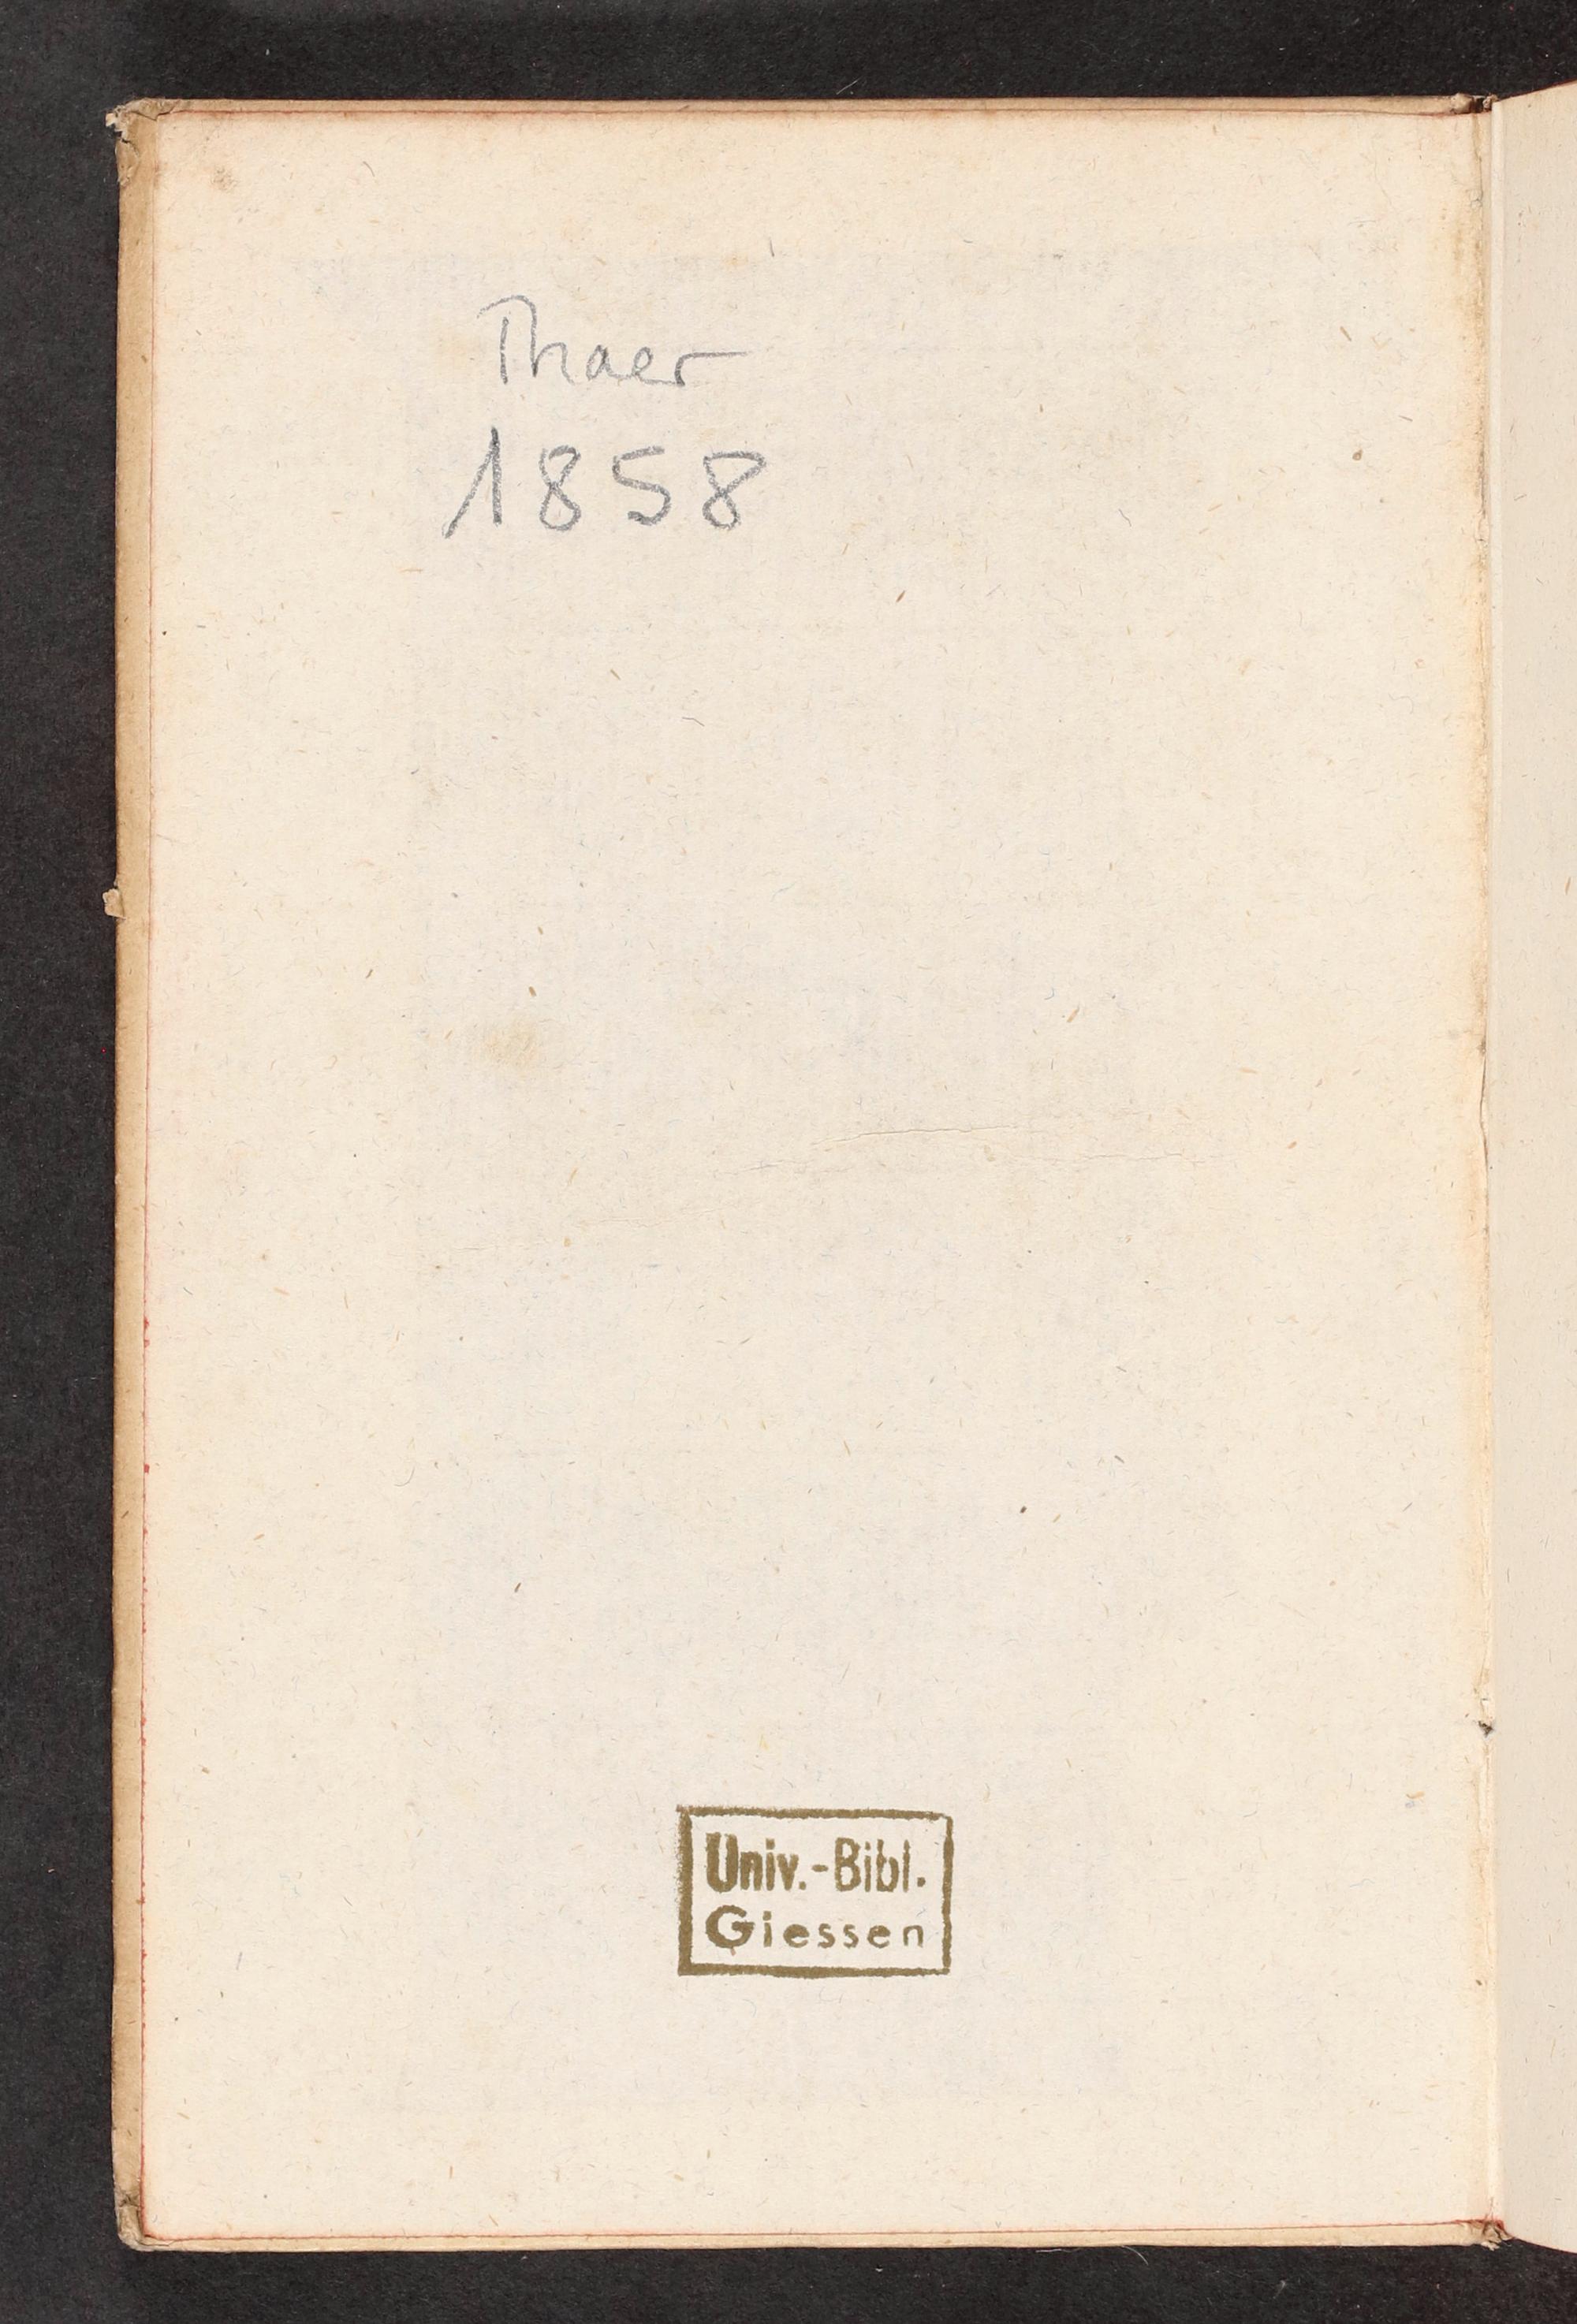 Thaer
1858
Univ.-Bibl.
Giessen